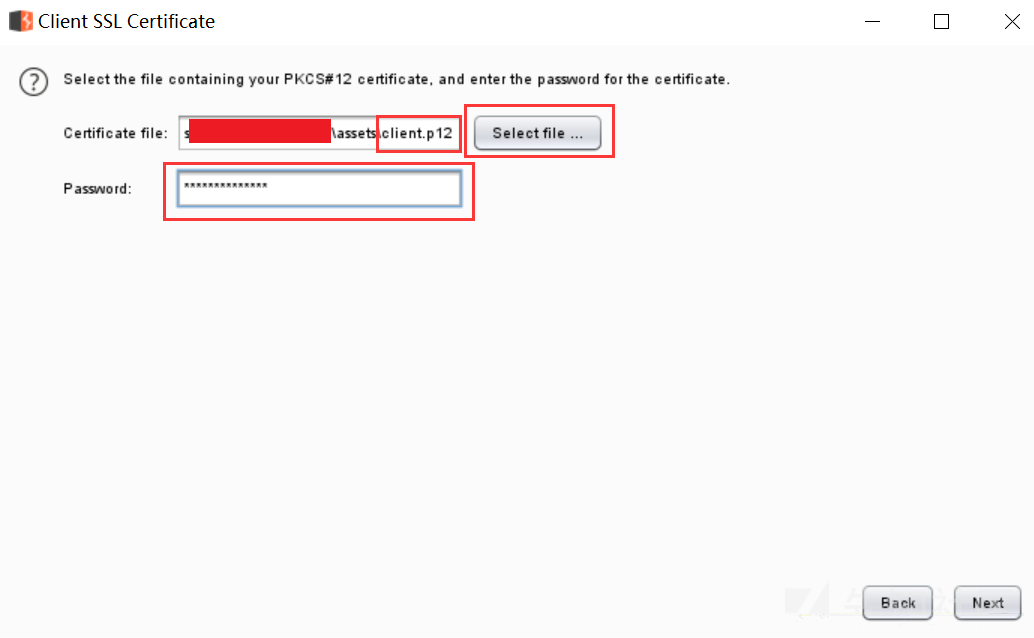 Client SSL Certificate
Select the file containing your PKCS#12 certificate, and enter the password for the certificate.
Certificate file: s \assets\client.p12 Select file ...
Password: **************
Back Next